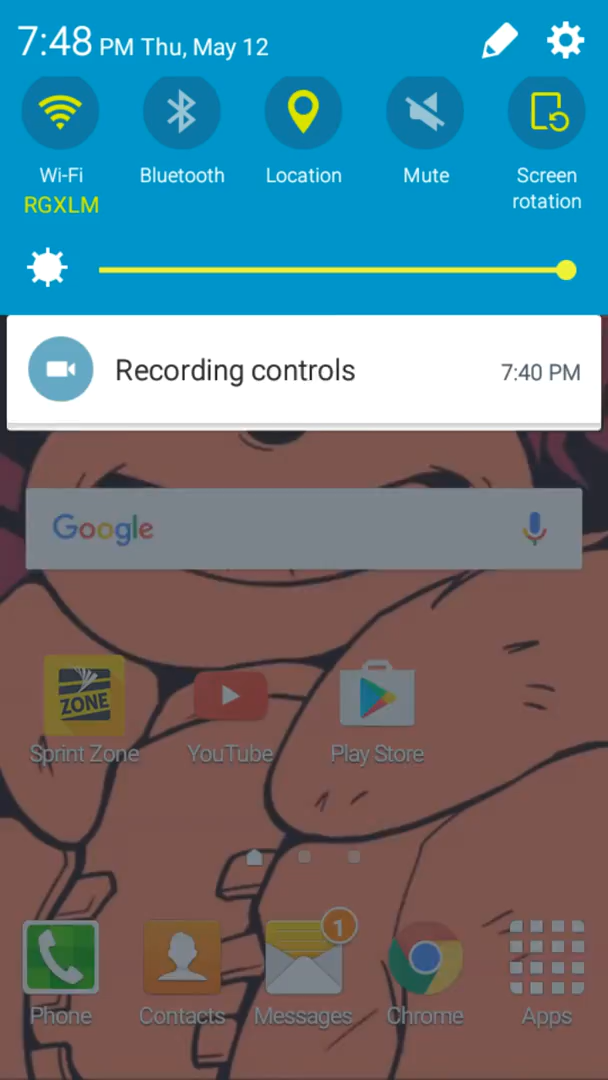 7:48 PM Thu, May 12
Wi-Fi Bluetooth Location Mute Screen rotation
RGXLM
Recording controls 7:40 PM
Google
ZONE
Sprint Zone YouTube Play Store
1
Phone Contacts Messages Chrome Apps